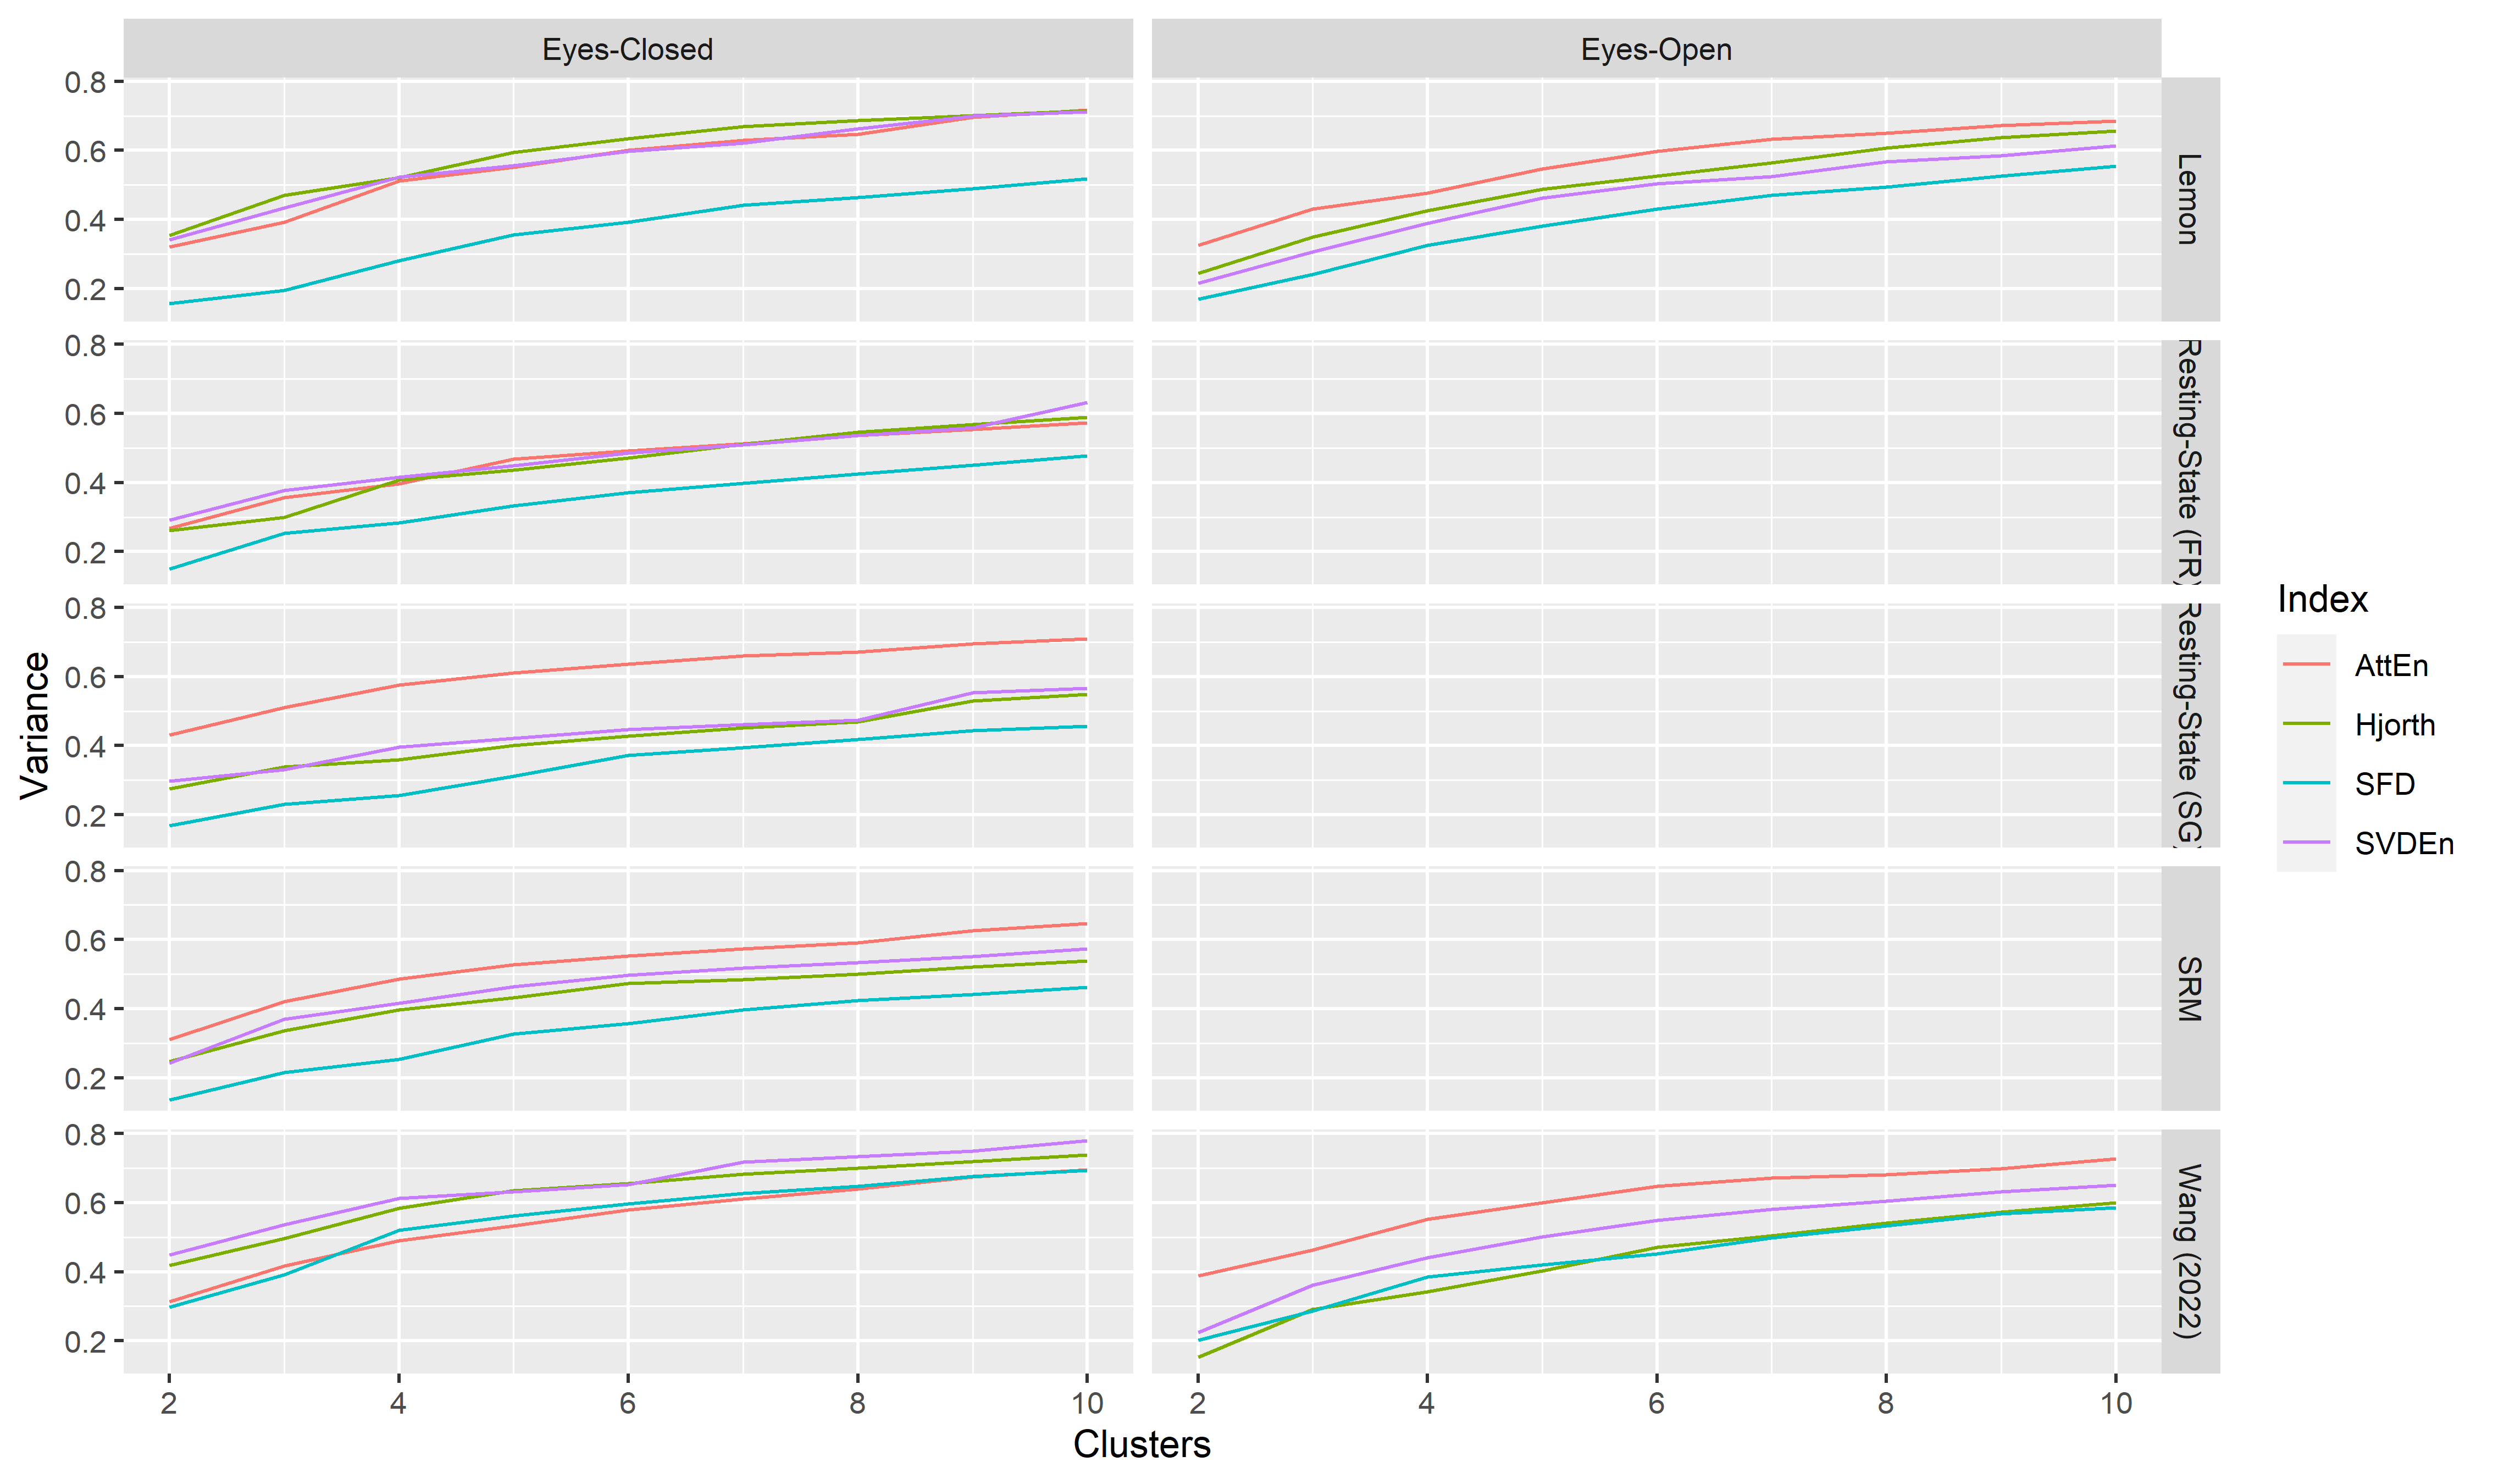 Eyes-Closed
Eyes-Open
0.8
0.6
0.4
0.2
Lemon
0.8
0.6
0.4
0.2
Resting-State (FR)
0.8
0.6
0.4
0.2
Resting-State (SG)
0.8
0.6
0.4
0.2
SRM
0.8
0.6
0.4
0.2
Wang (2022)
2 4 6 8 10
2 4 6 8 10
Clusters
Variance
Index
AttEn
Hjorth
SFD
SVDEn